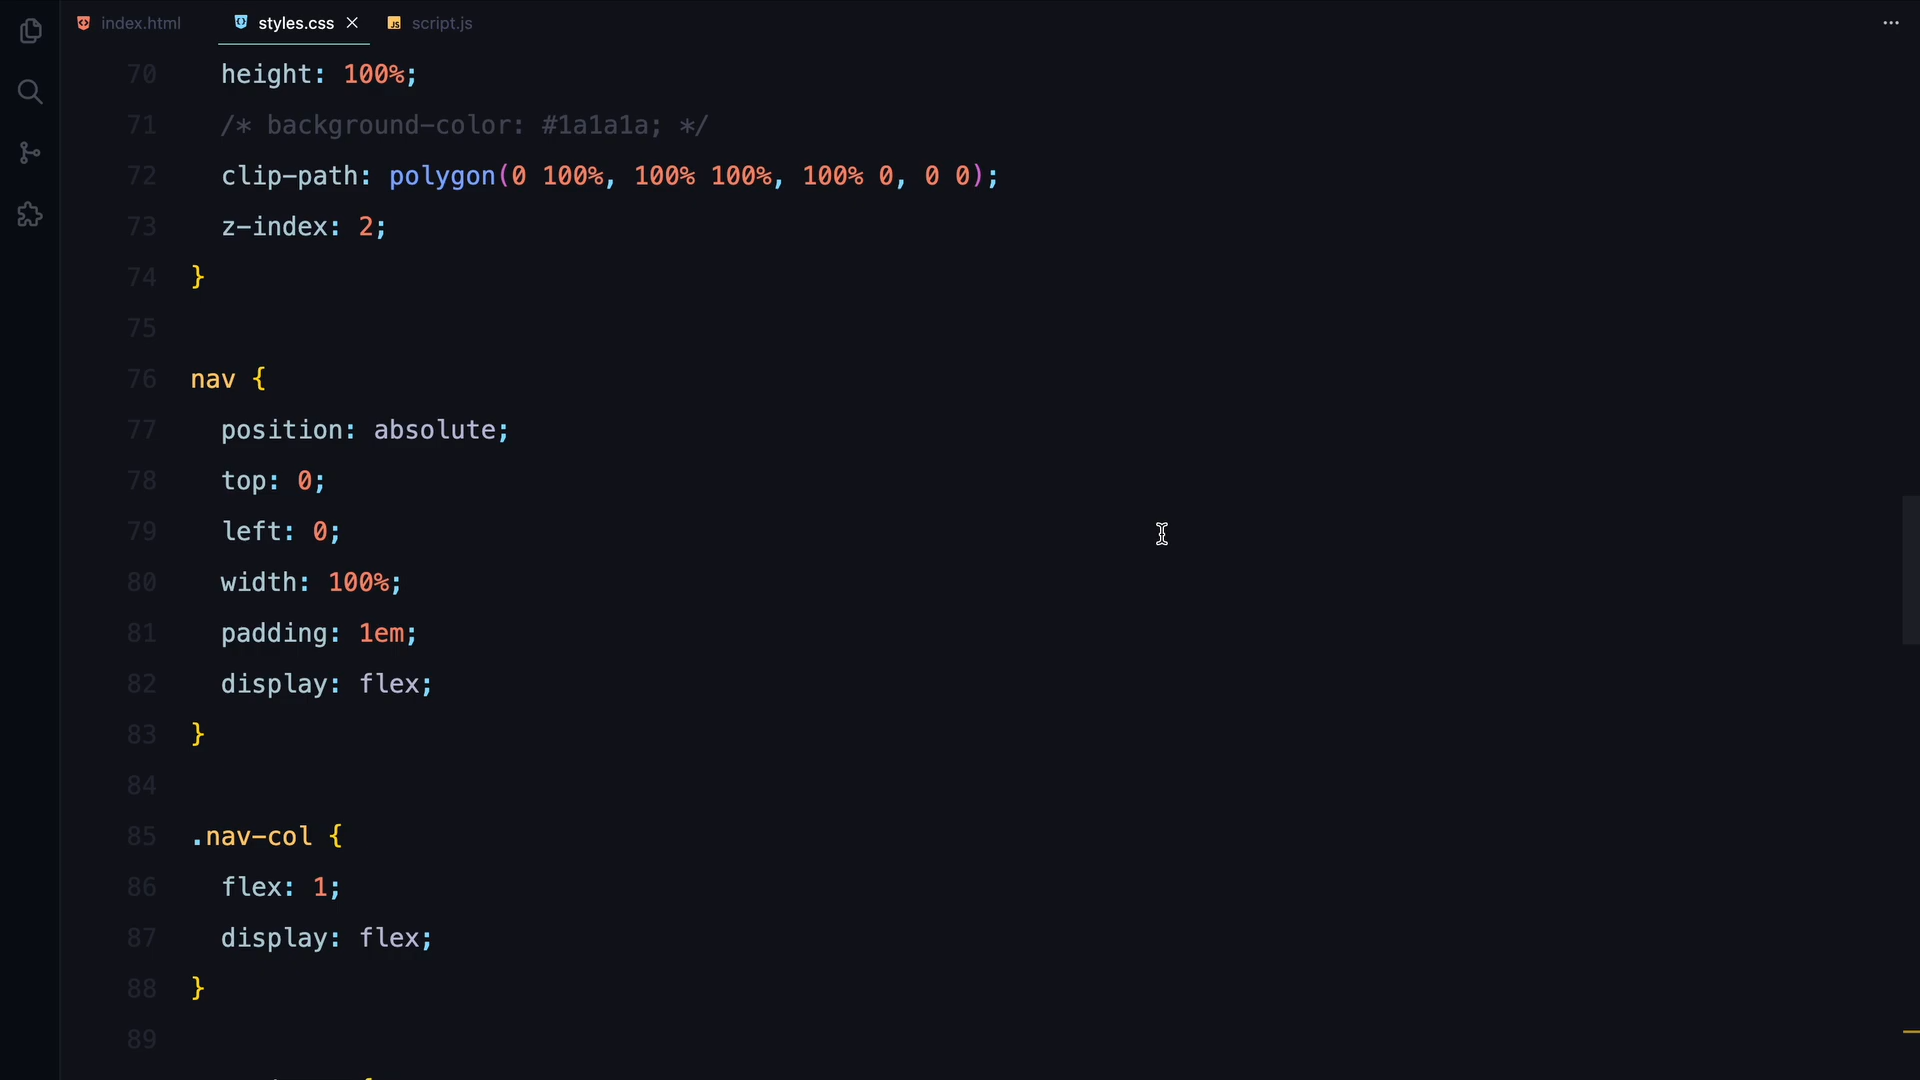 index.html styles.css script.js
70 height: 100%;
71 /* background-color: #1a1a1a; */
72 clip-path: polygon(0 100%, 100% 100%, 100% 0, 0 0);
73 z-index: 2;
74 }
75
76 nav {
77 position: absolute;
78 top: 0;
79 left: 0;
80 width: 100%;
81 padding: 1em;
82 display: flex;
83 }
84
85 .nav-col {
86 flex: 1;
87 display: flex;
88 }
89